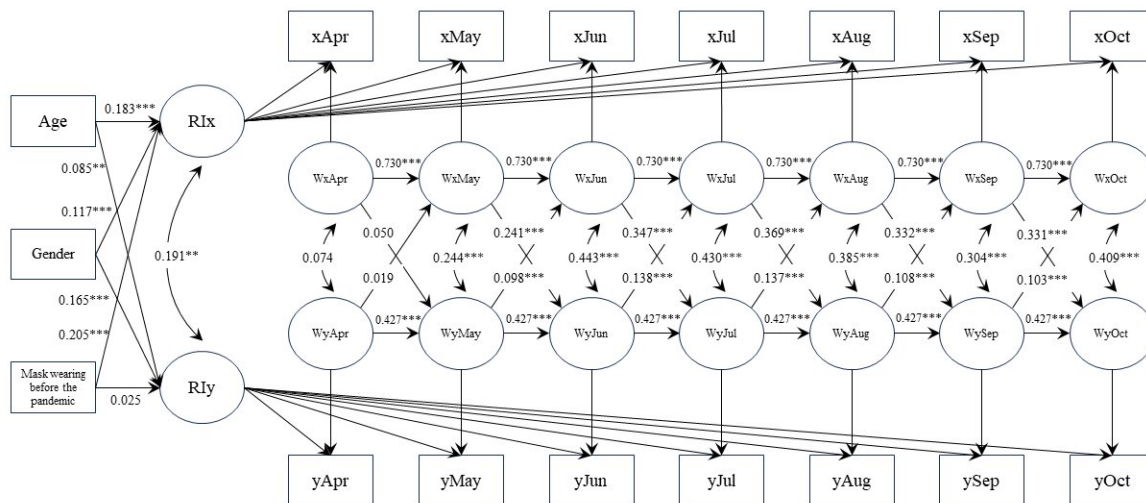 xApr xMay xJun xJul xAug xSep xOct
Age 0.183*** RIx
0.085**
0.117***
Gender
0.191**
0.165***
0.205***
Mask wearing
before the
pandemic
0.025
RIy
WxApr 0.730*** WxMay 0.730*** WxJun 0.730*** WxJul 0.730*** WxAug 0.730*** WxSep 0.730*** WxOct
0.050 0.241*** 0.347*** 0.369*** 0.332*** 0.331***
0.074 0.244*** 0.443*** 0.430*** 0.385*** 0.304*** 0.409***
0.019 0.098*** 0.138*** 0.137*** 0.108*** 0.103***
WyApr 0.427*** WyMay 0.427*** WyJun 0.427*** WyJul 0.427*** WyAug 0.427*** WySep 0.427*** WyOct
yApr yMay yJun yJul yAug ySep yOct